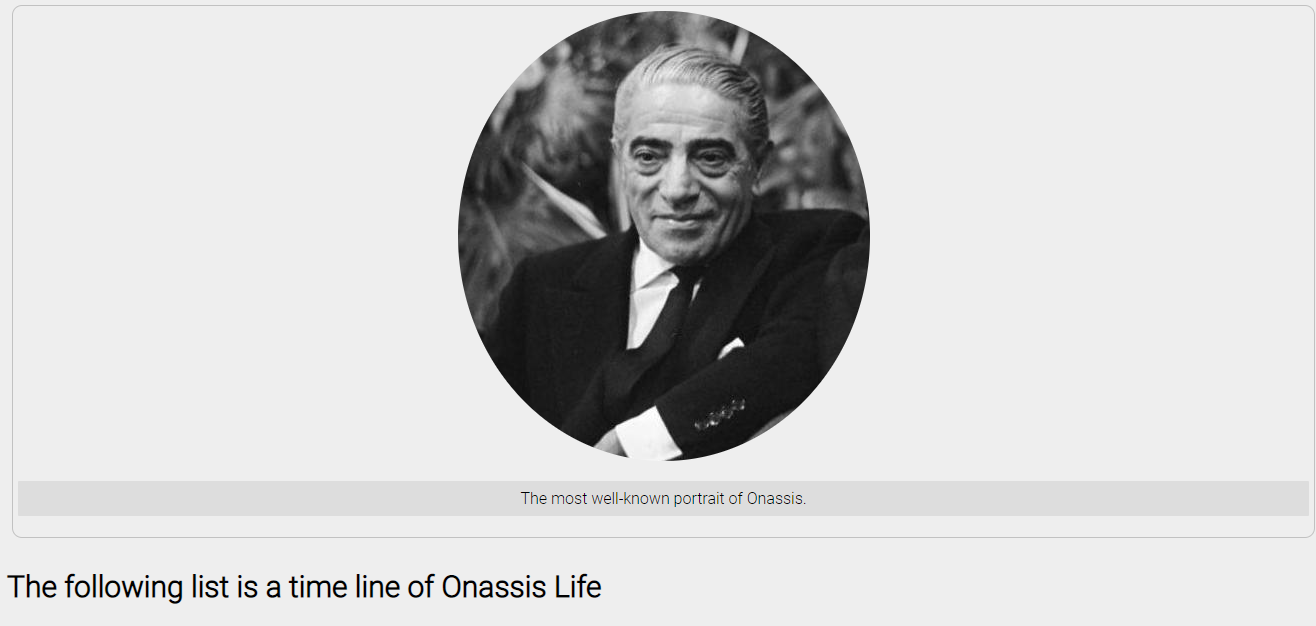 The most well-known portrait of Onassis.
The following list is a time line of Onassis Life